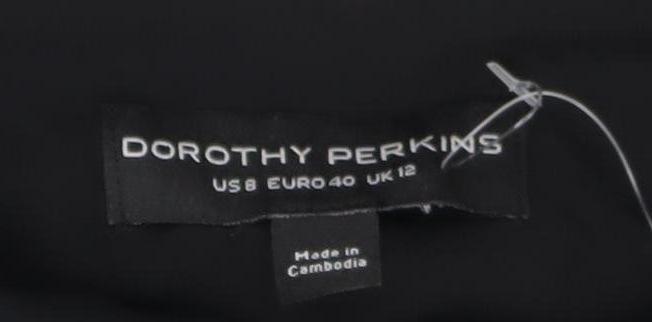 DOROTHY PERKINS
US 8 EURO 40 UK 12
Made in
Cambodia